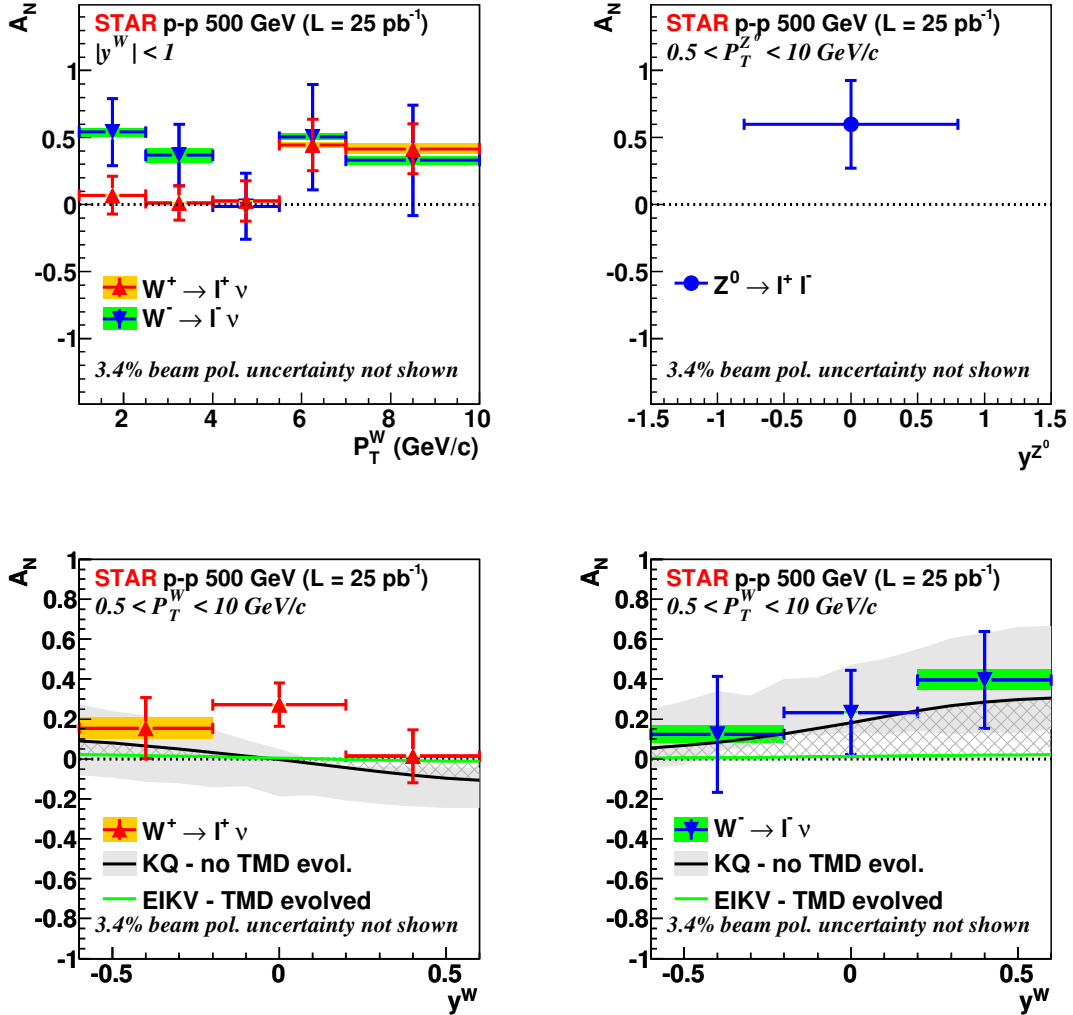 STAR p-p 500 GeV (L = 25 pb⁻¹)
|y^W| < 1
A_N
1
0.5
0
-0.5
-1
W⁺ → l⁺ ν
W⁻ → l⁻ ν
3.4% beam pol. uncertainty not shown
2 4 6 8 10
P_T^W (GeV/c)
STAR p-p 500 GeV (L = 25 pb⁻¹)
0.5 < P_T^{Z⁰} < 10 GeV/c
A_N
1
0.5
0
-0.5
-1
Z⁰ → l⁺ l⁻
3.4% beam pol. uncertainty not shown
-1.5 -1 -0.5 0 0.5 1 1.5
y^{Z⁰}
STAR p-p 500 GeV (L = 25 pb⁻¹)
0.5 < P_T^W < 10 GeV/c
A_N
1
0.8
0.6
0.4
0.2
0
-0.2
-0.4
-0.6
-0.8
-1
W⁺ → l⁺ ν
KQ - no TMD evol.
EIKV - TMD evolved
3.4% beam pol. uncertainty not shown
-0.5 0 0.5
y^W
STAR p-p 500 GeV (L = 25 pb⁻¹)
0.5 < P_T^W < 10 GeV/c
A_N
1
0.8
0.6
0.4
0.2
0
-0.2
-0.4
-0.6
-0.8
-1
W⁻ → l⁻ ν
KQ - no TMD evol.
EIKV - TMD evolved
3.4% beam pol. uncertainty not shown
-0.5 0 0.5
y^W